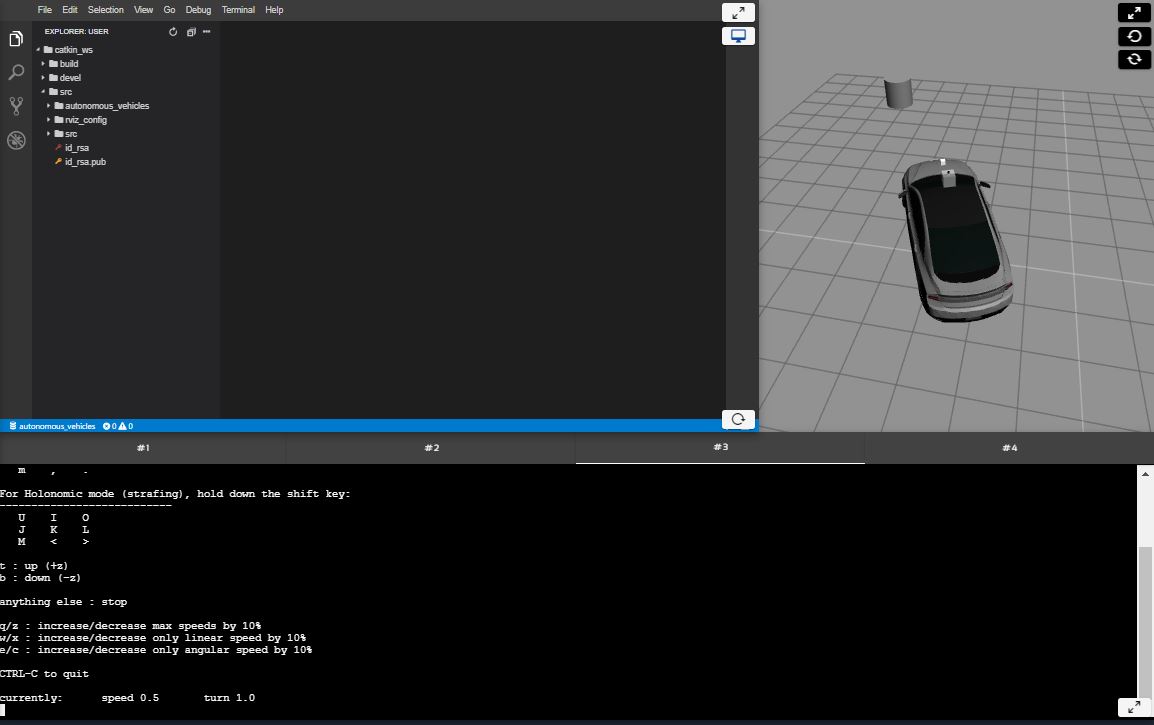 File Edit Selection View Go Debug Terminal Help
EXPLORER: USER
catkin_ws
build
devel
src
autonomous_vehicles
rviz_config
src
id_rsa
id_rsa.pub
autonomous_vehicles 0 0
#1 #2 #3 #4
m , .
For Holonomic mode (strafing), hold down the shift key:
---------------------------
U I O
J K L
M < >
t : up (+z)
b : down (-z)
anything else : stop
q/z : increase/decrease max speeds by 10%
w/x : increase/decrease only linear speed by 10%
e/c : increase/decrease only angular speed by 10%
CTRL-C to quit
currently: speed 0.5 turn 1.0